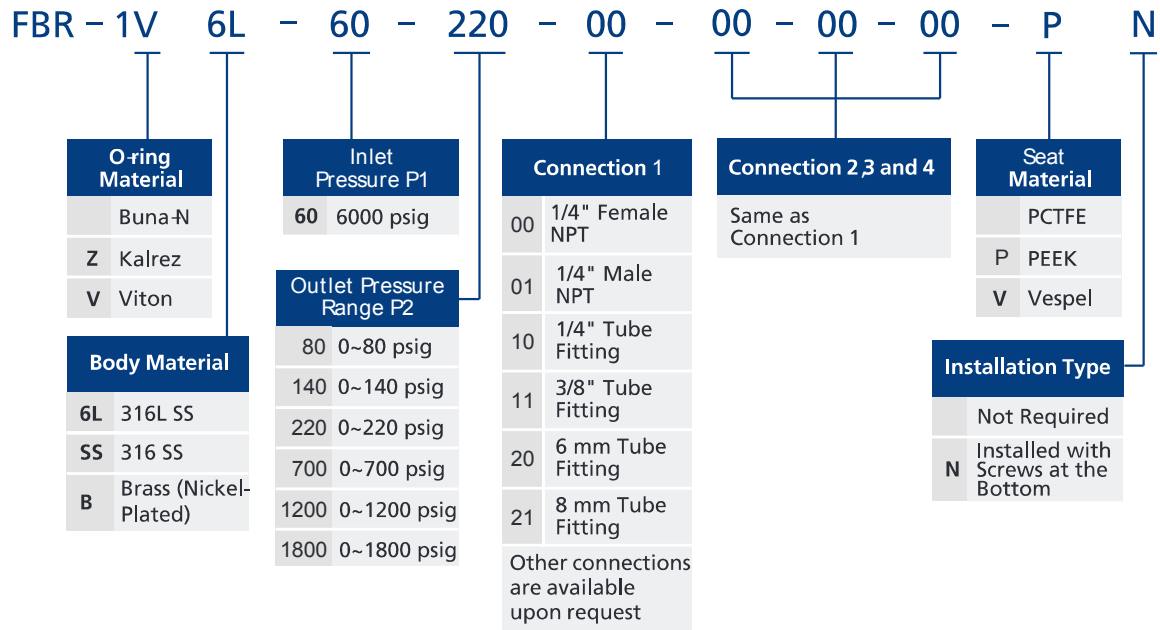 FBR - 1V 6L - 60 - 220 - 00 - 00 - 00 - 00 - P N
O-ring
Material
Buna-N
Z Kalrez
V Viton
Body Material
6L 316L SS
SS 316 SS
B Brass (Nickel-
Plated)
Inlet
Pressure P1
60 6000 psig
Outlet Pressure
Range P2
80 0~80 psig
140 0~140 psig
220 0~220 psig
700 0~700 psig
1200 0~1200 psig
1800 0~1800 psig
Connection 1
00 1/4" Female
NPT
01 1/4" Male
NPT
10 1/4" Tube
Fitting
11 3/8" Tube
Fitting
20 6 mm Tube
Fitting
21 8 mm Tube
Fitting
Other connections
are available
upon request
Connection 2,3 and 4
Same as
Connection 1
Seat
Material
PCTFE
P PEEK
V Vespel
Installation Type
Not Required
N Installed with
Screws at the
Bottom